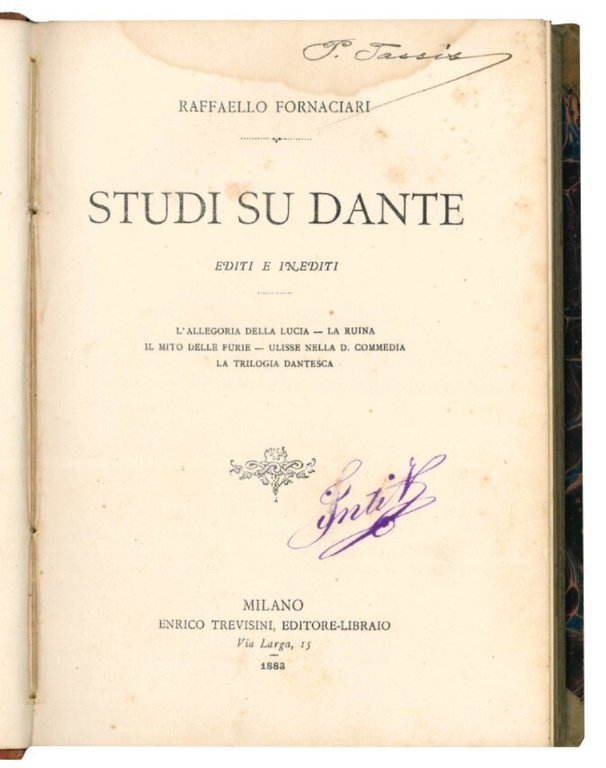 P. Tassis
RAFFAELLO FORNACIARI
STUDI SU DANTE
EDITI E INEDITI
L'ALLEGORIA DELLA LUCIA — LA RUINA
IL MITO DELLE FURIE — ULISSE NELLA D. COMMEDIA
LA TRILOGIA DANTESCA
MILANO
ENRICO TREVISINI, EDITORE-LIBRAIO
Via Larga, 15
1883